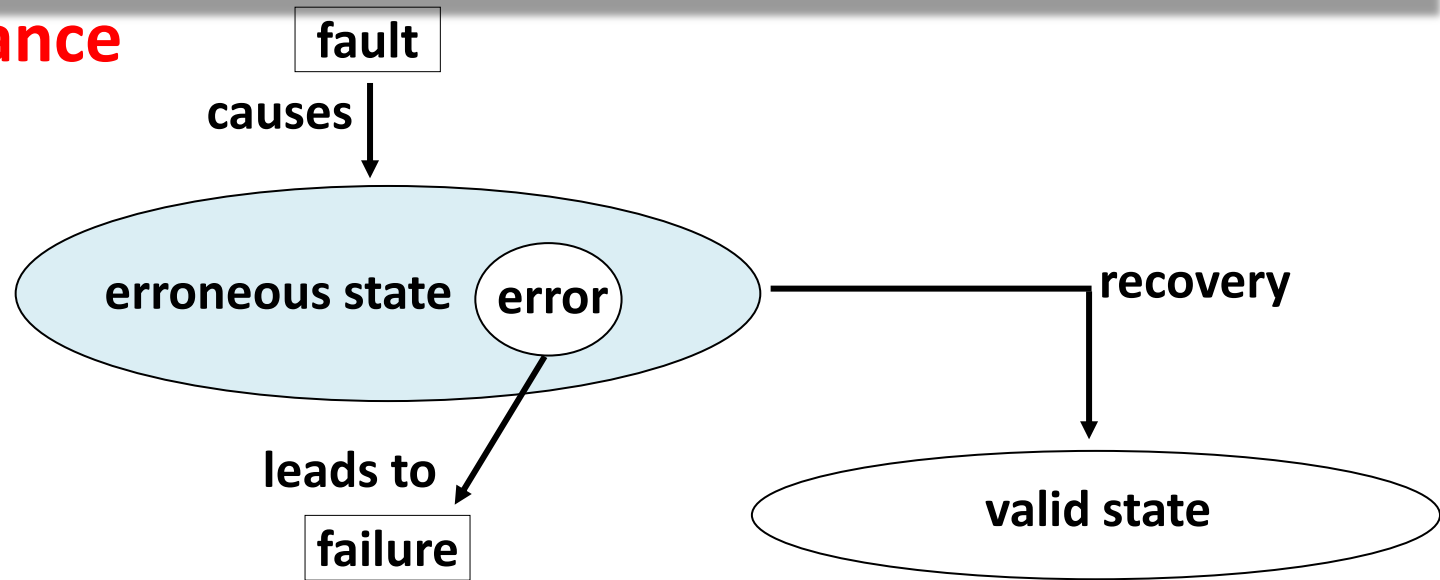 ance
fault
causes
erroneous state
error
recovery
leads to
valid state
failure